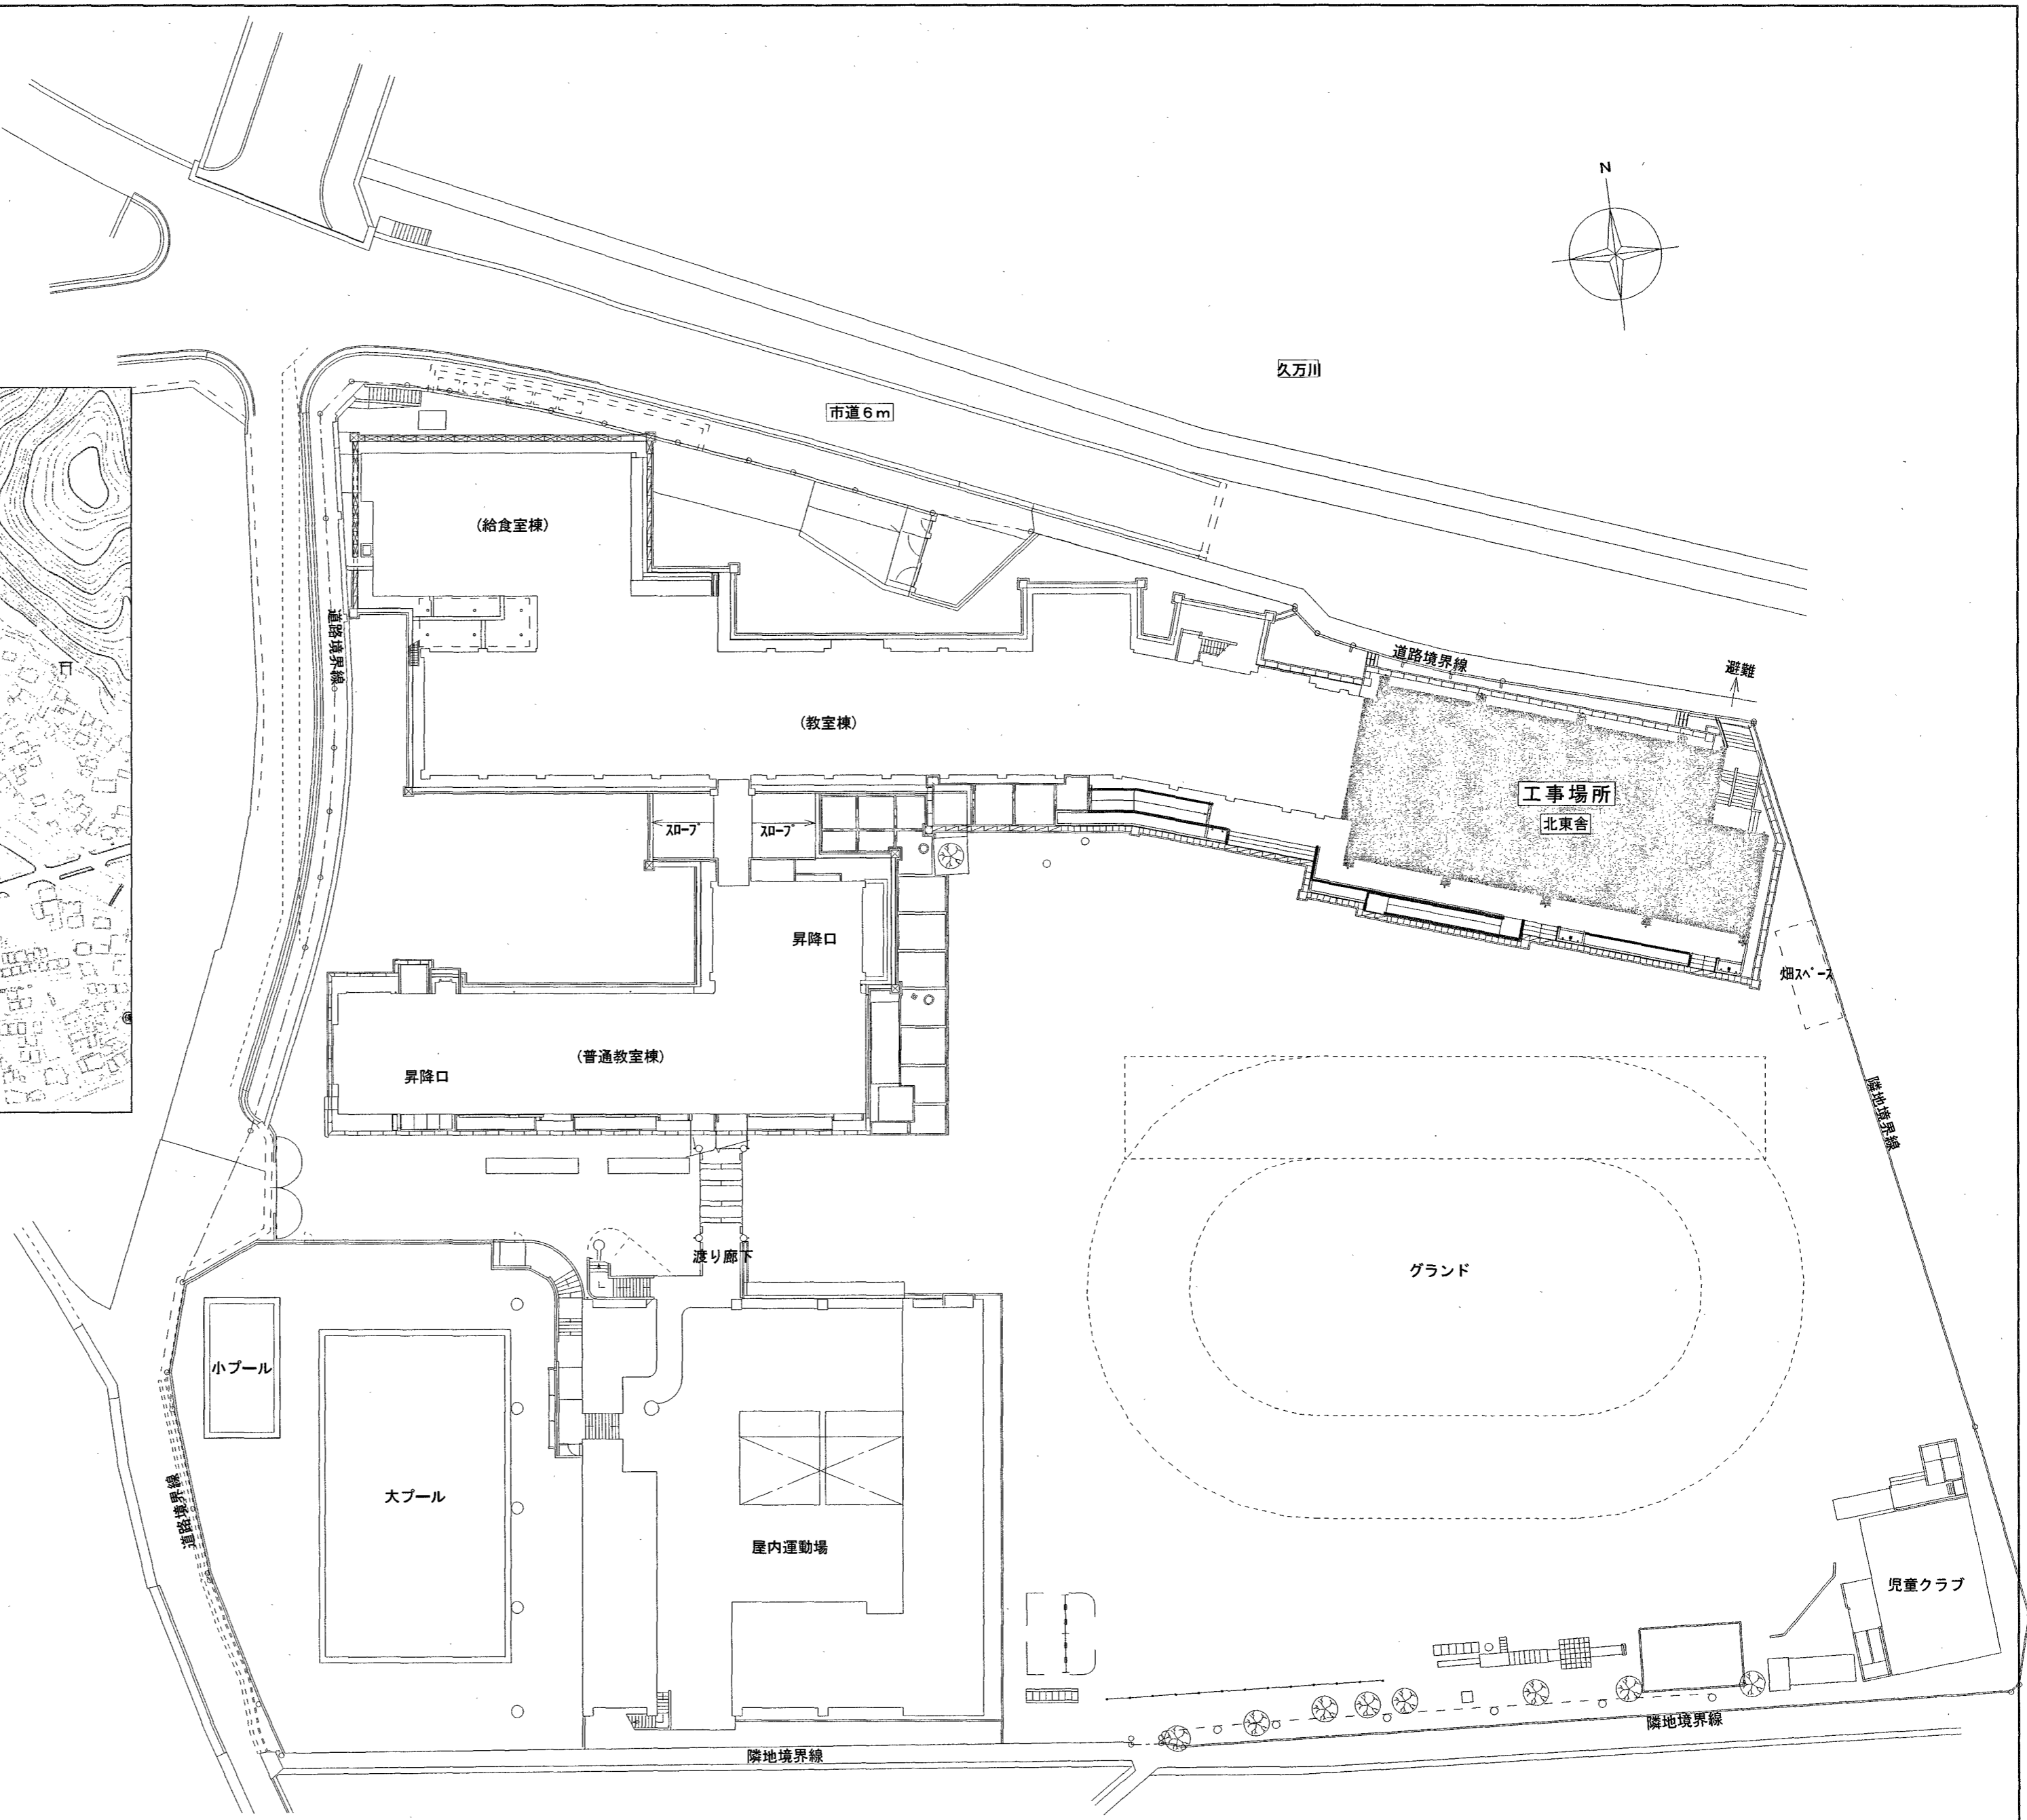 N
久万川
市道6m
(給食室棟)
道路境界線
道路境界線
避難
(教室棟)
工事場所
北東舎
スロープ
スロープ
昇降口
畑スペース
(普通教室棟)
昇降口
隣地境界線
渡り廊下
グランド
小プール
大プール
道路境界線
屋内運動場
児童クラブ
隣地境界線
隣地境界線